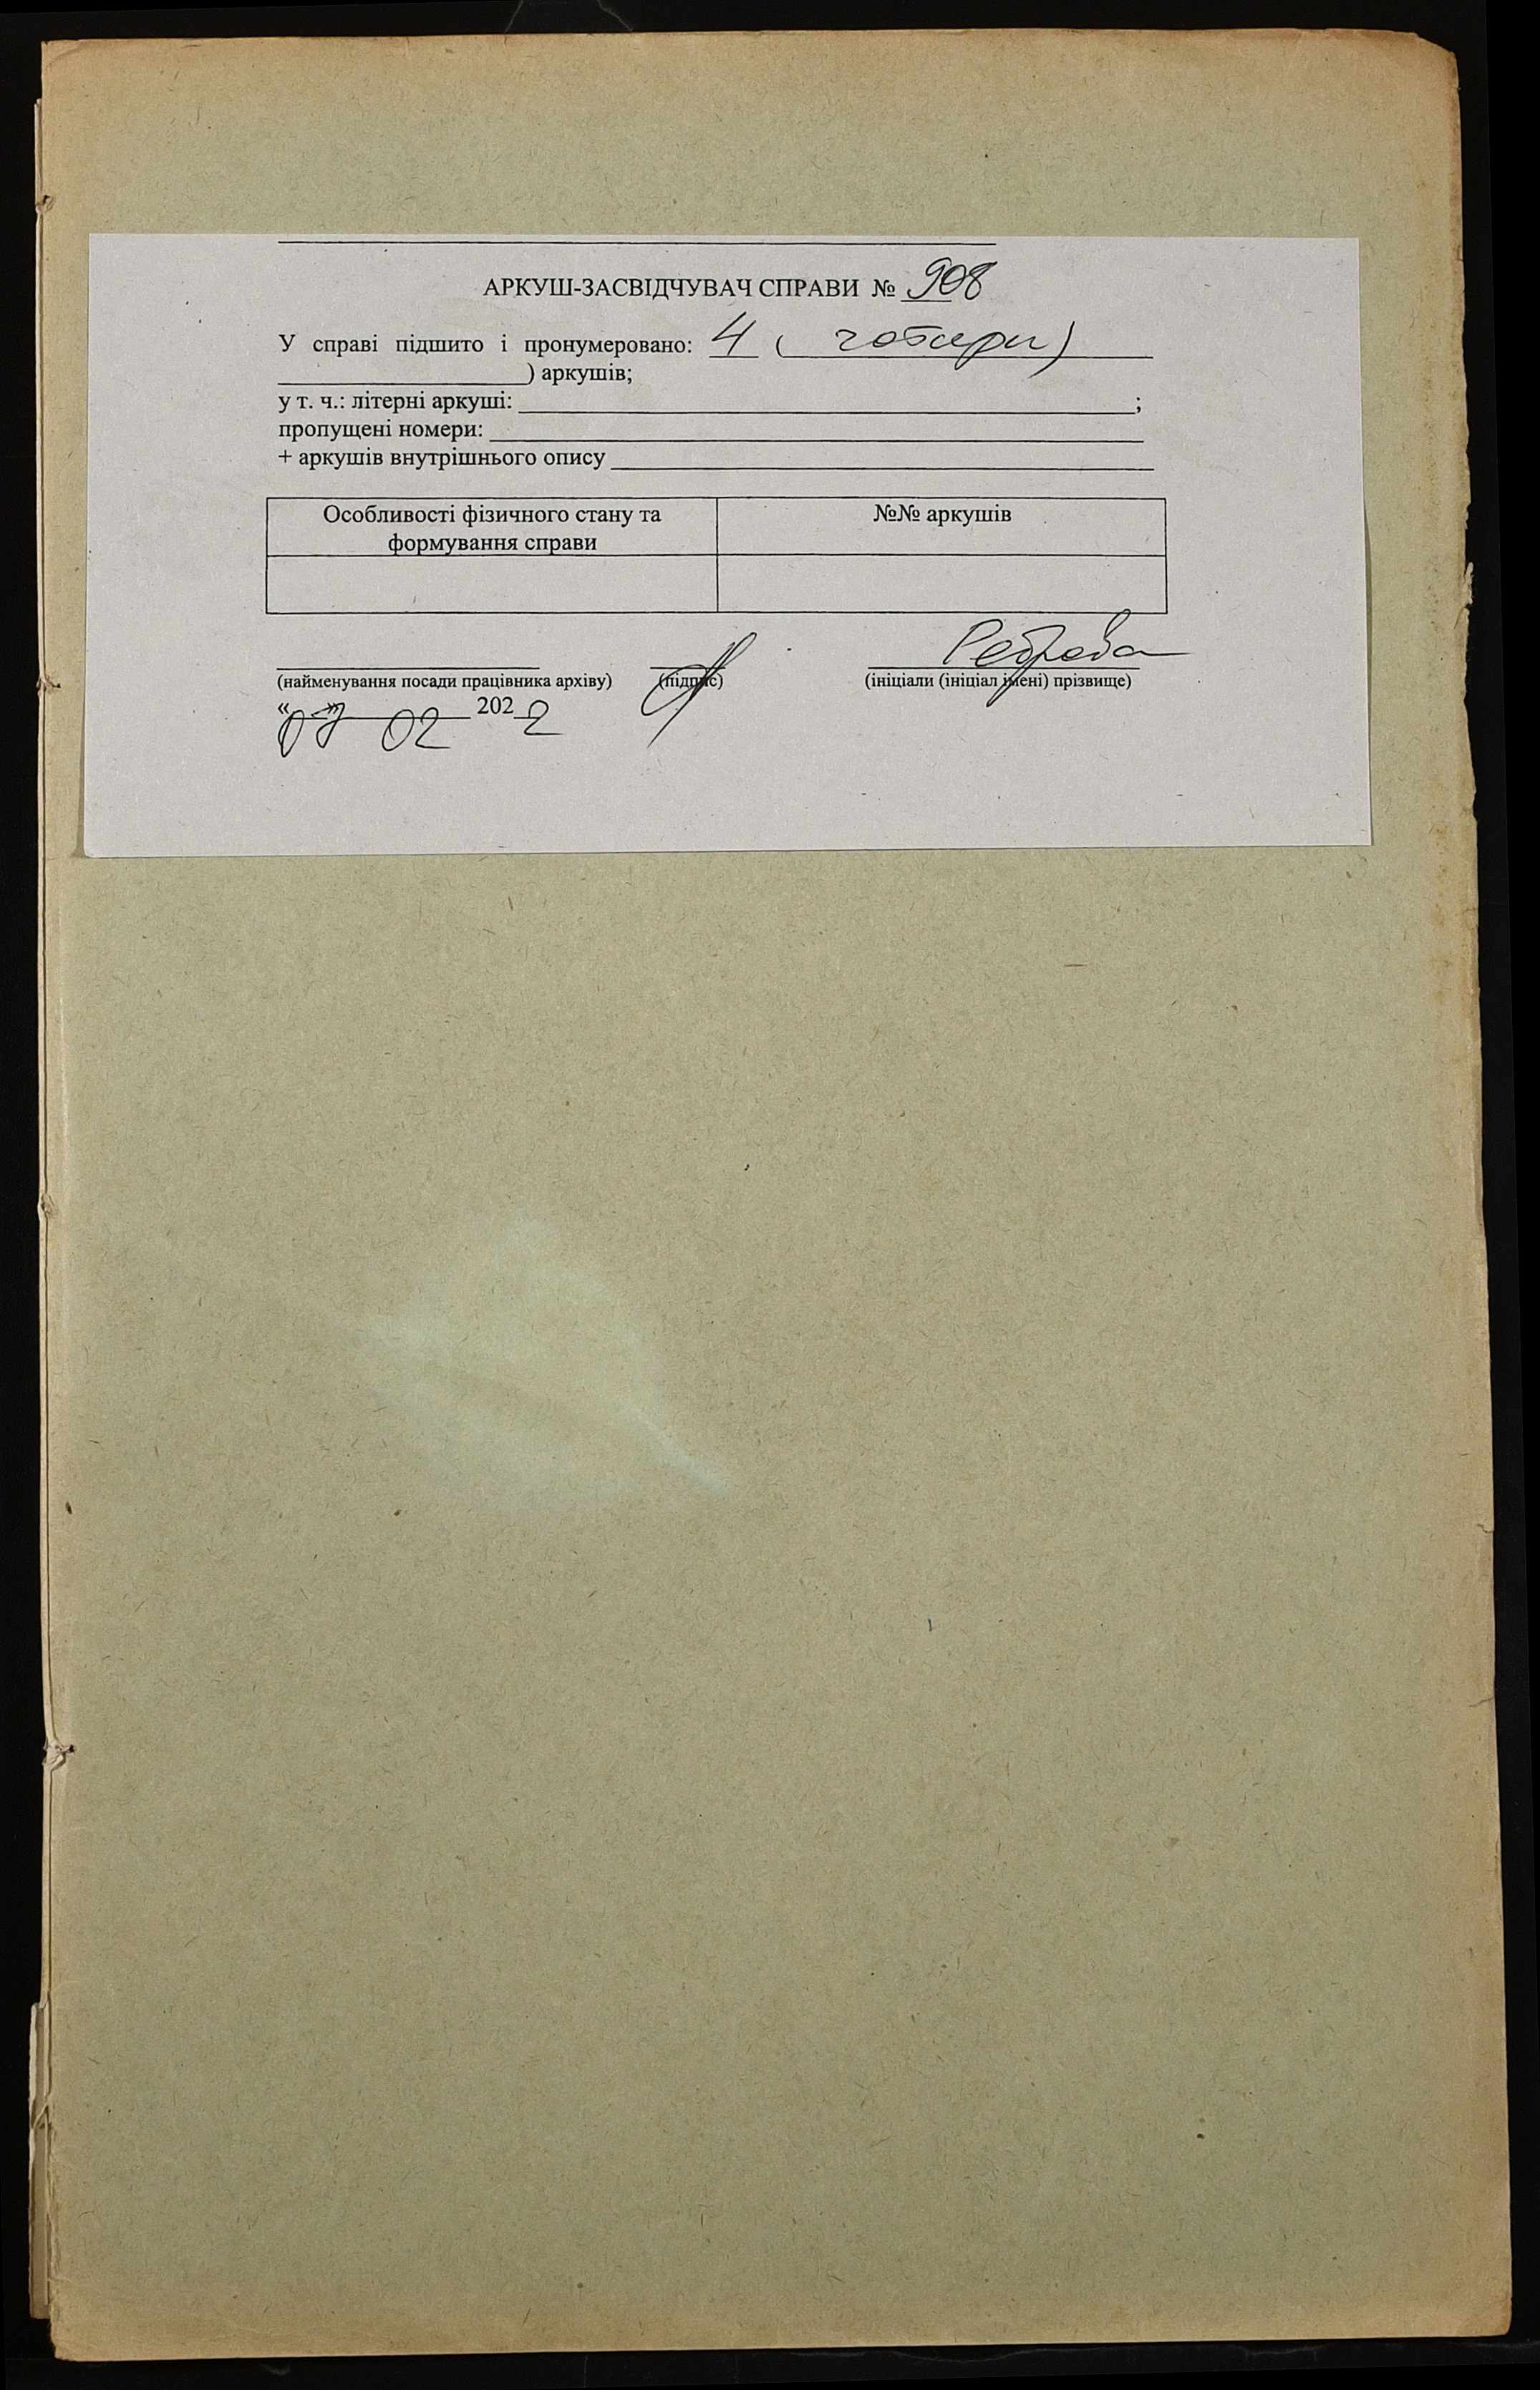 АРКУШ-ЗАСВІДЧУВАЧ СПРАВИ № 908
У справі підшито і пронумеровано: 4 ( чотири)
) аркушів;
у т. ч.: літерні аркуші: ;
пропущені номери:
+ аркушів внутрішнього опису
Особливості фізичного стану та формування справи
№№ аркушів
Реброва
(найменування посади працівника архіву) (підпис) (ініціали (ініціал імені) прізвище)
«07» 02 2022